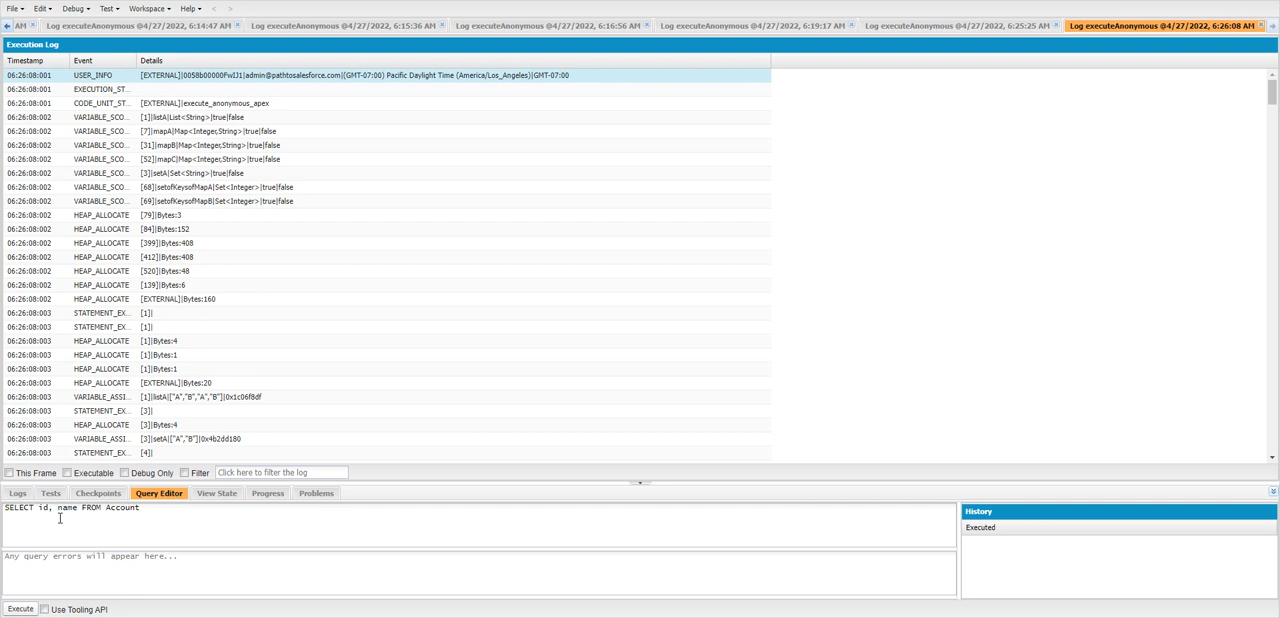 File Edit Debug Test Workspace Help < >
AM Log executeAnonymous @4/27/2022, 6:14:47 AM Log executeAnonymous @4/27/2022, 6:15:36 AM Log executeAnonymous @4/27/2022, 6:16:56 AM Log executeAnonymous @4/27/2022, 6:19:17 AM Log executeAnonymous @4/27/2022, 6:25:25 AM Log executeAnonymous @4/27/2022, 6:26:08 AM
Execution Log
Timestamp Event Details
06:26:08:001 USER_INFO [EXTERNAL]|0058b00000FwIJ1|admin@pathtosalesforce.com|(GMT-07:00) Pacific Daylight Time (America/Los_Angeles)|GMT-07:00
06:26:08:001 EXECUTION_ST...
06:26:08:001 CODE_UNIT_ST... [EXTERNAL]|execute_anonymous_apex
06:26:08:002 VARIABLE_SCO... [1]|listA|List<String>|true|false
06:26:08:002 VARIABLE_SCO... [7]|mapA|Map<Integer,String>|true|false
06:26:08:002 VARIABLE_SCO... [31]|mapB|Map<Integer,String>|true|false
06:26:08:002 VARIABLE_SCO... [52]|mapC|Map<Integer,String>|true|false
06:26:08:002 VARIABLE_SCO... [3]|setA|Set<String>|true|false
06:26:08:002 VARIABLE_SCO... [68]|setofKeysofMapA|Set<Integer>|true|false
06:26:08:002 VARIABLE_SCO... [69]|setofKeysofMapB|Set<Integer>|true|false
06:26:08:002 HEAP_ALLOCATE [79]|Bytes:3
06:26:08:002 HEAP_ALLOCATE [84]|Bytes:152
06:26:08:002 HEAP_ALLOCATE [399]|Bytes:408
06:26:08:002 HEAP_ALLOCATE [412]|Bytes:408
06:26:08:002 HEAP_ALLOCATE [520]|Bytes:48
06:26:08:002 HEAP_ALLOCATE [139]|Bytes:6
06:26:08:002 HEAP_ALLOCATE [EXTERNAL]|Bytes:160
06:26:08:003 STATEMENT_EX... [1]|
06:26:08:003 STATEMENT_EX... [1]|
06:26:08:003 HEAP_ALLOCATE [1]|Bytes:4
06:26:08:003 HEAP_ALLOCATE [1]|Bytes:1
06:26:08:003 HEAP_ALLOCATE [1]|Bytes:1
06:26:08:003 HEAP_ALLOCATE [EXTERNAL]|Bytes:20
06:26:08:003 VARIABLE_ASSI... [1]|listA|["A","B","A","B"]|0x1c06f8df
06:26:08:003 STATEMENT_EX... [3]|
06:26:08:003 HEAP_ALLOCATE [3]|Bytes:4
06:26:08:003 VARIABLE_ASSI... [3]|setA|["A","B"]|0x4b2dd180
06:26:08:003 STATEMENT_EX... [4]|
This Frame Executable Debug Only Filter Click here to filter the log
Logs Tests Checkpoints Query Editor View State Progress Problems
SELECT id, name FROM Account
History
Executed
Any query errors will appear here...
Execute Use Tooling API